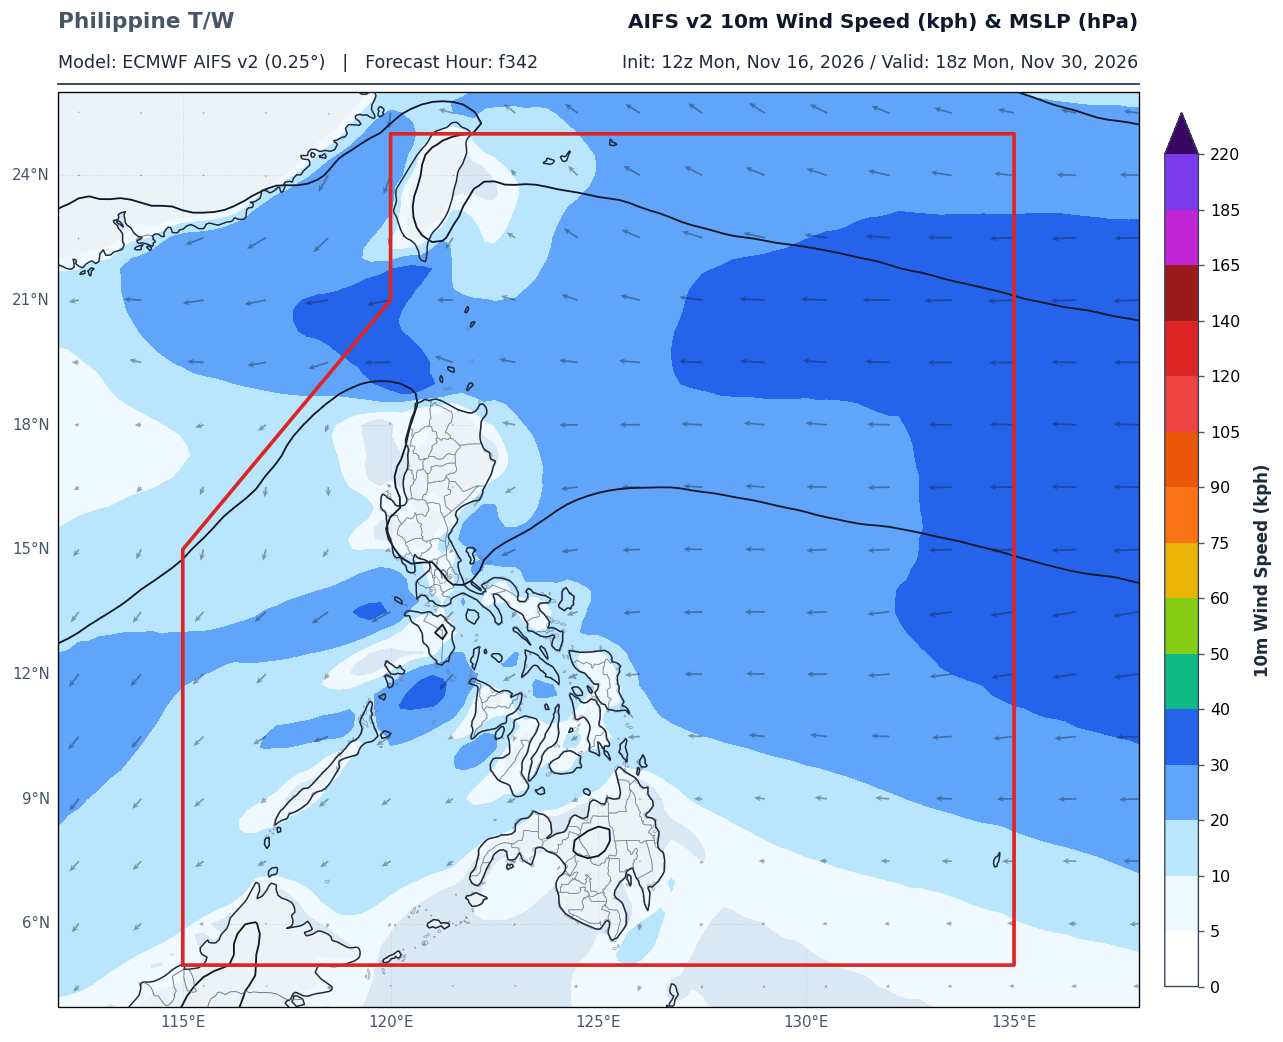 Philippine T/W
AIFS v2 10m Wind Speed (kph) & MSLP (hPa)
Model: ECMWF AIFS v2 (0.25°) | Forecast Hour: f342
Init: 12z Mon, Nov 16, 2026 / Valid: 18z Mon, Nov 30, 2026
24°N
21°N
18°N
15°N
12°N
9°N
6°N
115°E
120°E
125°E
130°E
135°E
220
185
165
140
120
105
90
75
60
50
40
30
20
10
5
0
10m Wind Speed (kph)